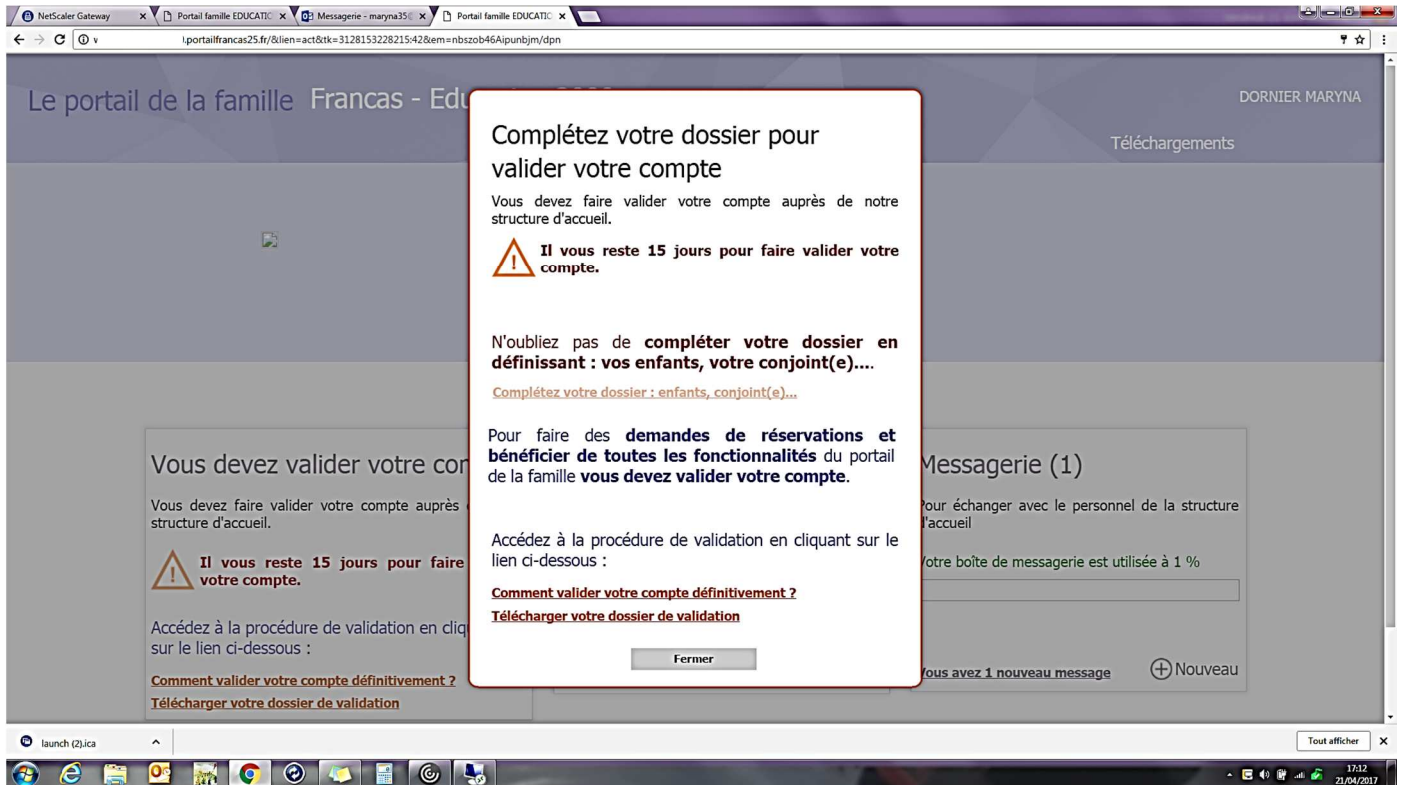 NetScaler Gateway
Portail famille EDUCATIO
Messagerie - maryna35@
Portail famille EDUCATIO
.portailfrancas25.fr/&lien=act&tk=3128153228215:42&em=nbszob46Aipunbjm/dpn
Le portail de la famille Francas - Edu
DORNIER MARYNA
Téléchargements
Complétez votre dossier pour
valider votre compte
Vous devez faire valider votre compte auprès de notre
structure d'accueil.
Il vous reste 15 jours pour faire valider votre
compte.
N'oubliez pas de compléter votre dossier en
définissant : vos enfants, votre conjoint(e)....
Complétez votre dossier : enfants, conjoint(e)...
Pour faire des demandes de réservations et
bénéficier de toutes les fonctionnalités du portail
de la famille vous devez valider votre compte.
Accédez à la procédure de validation en cliquant sur le
lien ci-dessous :
Comment valider votre compte définitivement ?
Télécharger votre dossier de validation
Fermer
Vous devez valider votre com
Vous devez faire valider votre compte auprès
structure d'accueil.
Il vous reste 15 jours pour faire
votre compte.
Accédez à la procédure de validation en cliq
sur le lien ci-dessous :
Comment valider votre compte définitivement ?
Télécharger votre dossier de validation
Messagerie (1)
Pour échanger avec le personnel de la structure
d'accueil
Votre boîte de messagerie est utilisée à 1 %
Vous avez 1 nouveau message
Nouveau
launch (2).ica
Tout afficher
17:12
21/04/2017